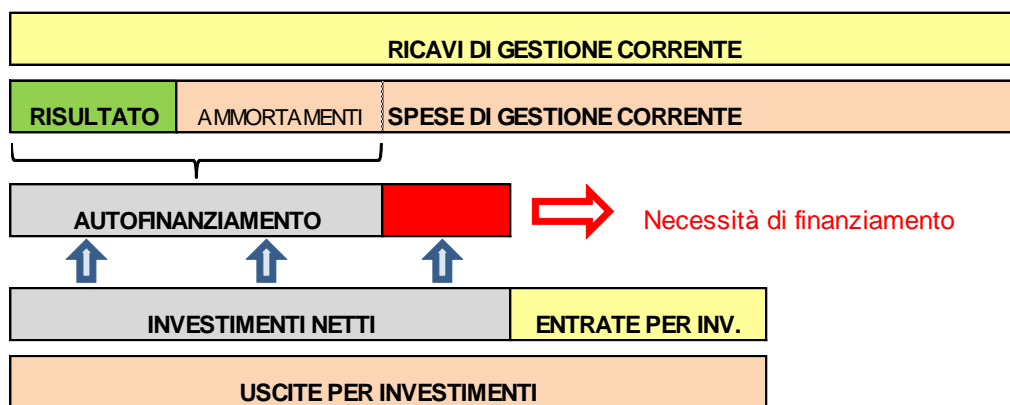 RICAVI DI GESTIONE CORRENTE
RISULTATO AMMORTAMENTI SPESE DI GESTIONE CORRENTE
AUTOFINANZIAMENTO
Necessità di finanziamento
INVESTIMENTI NETTI ENTRATE PER INV.
USCITE PER INVESTIMENTI